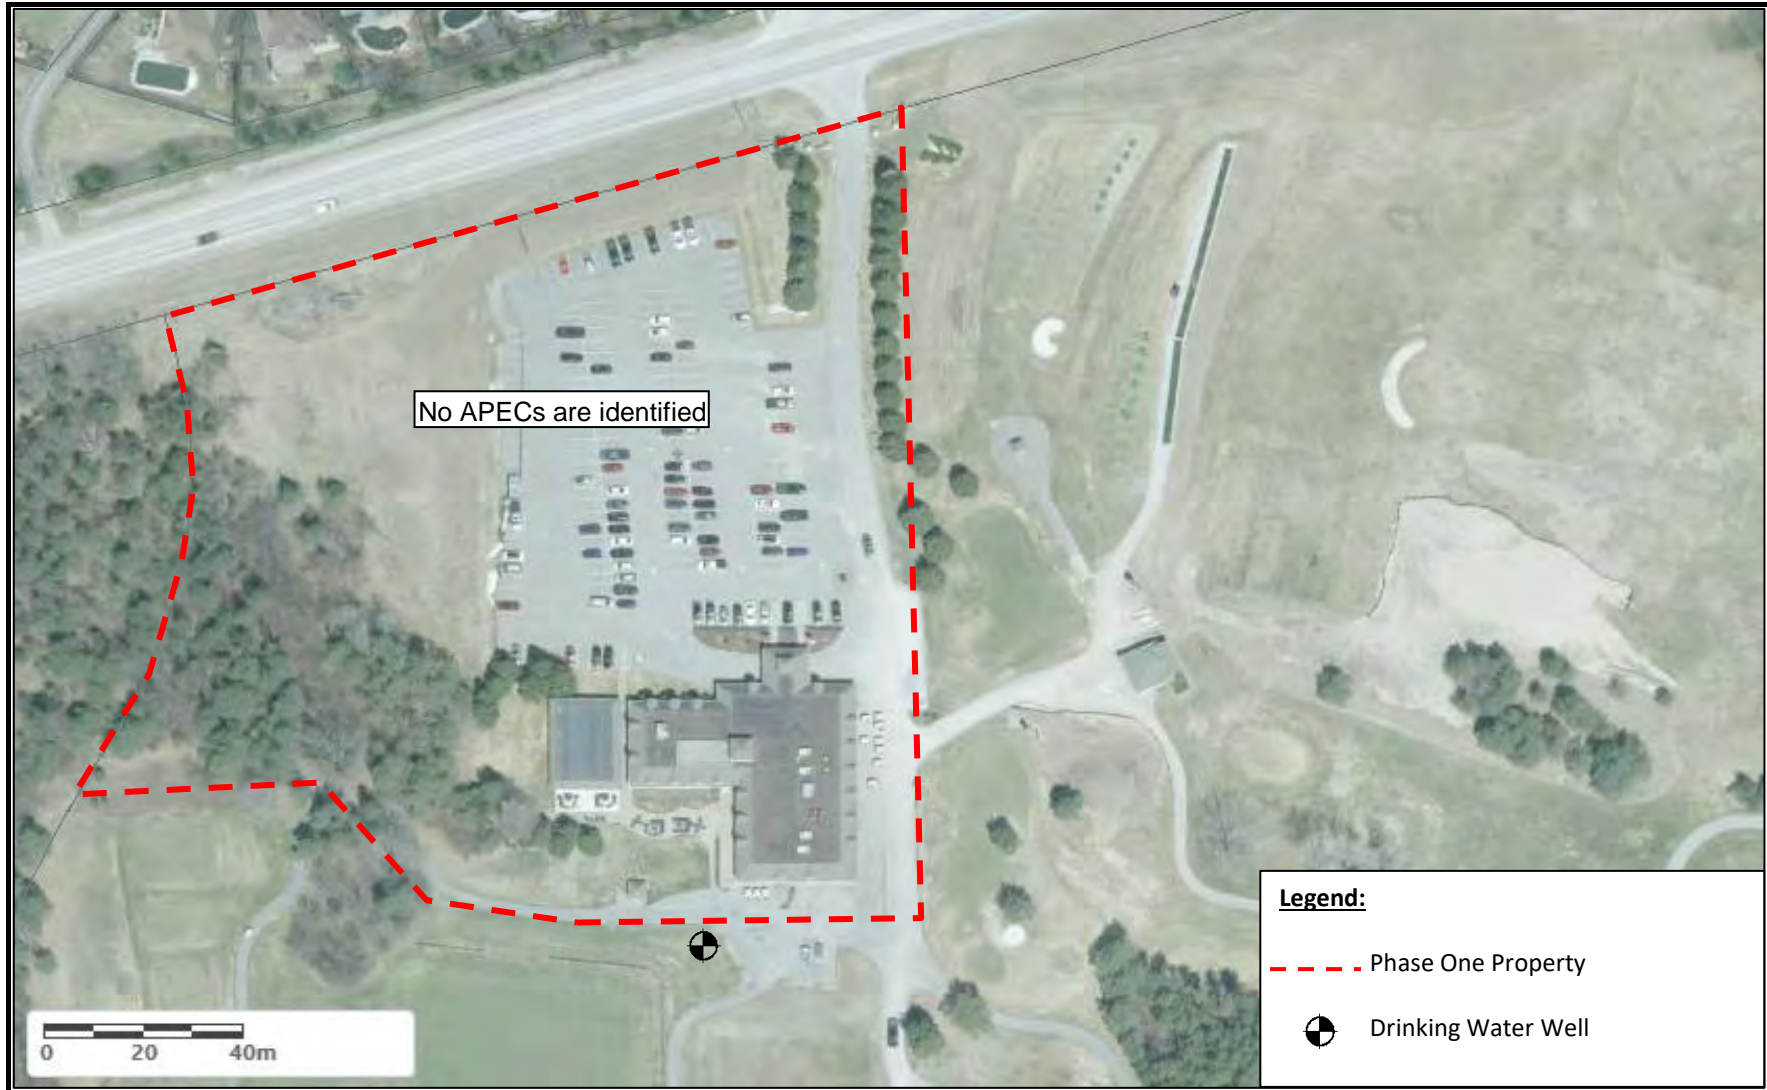 No APECs are identified
Legend:
Phase One Property
Drinking Water Well
0 20 40m